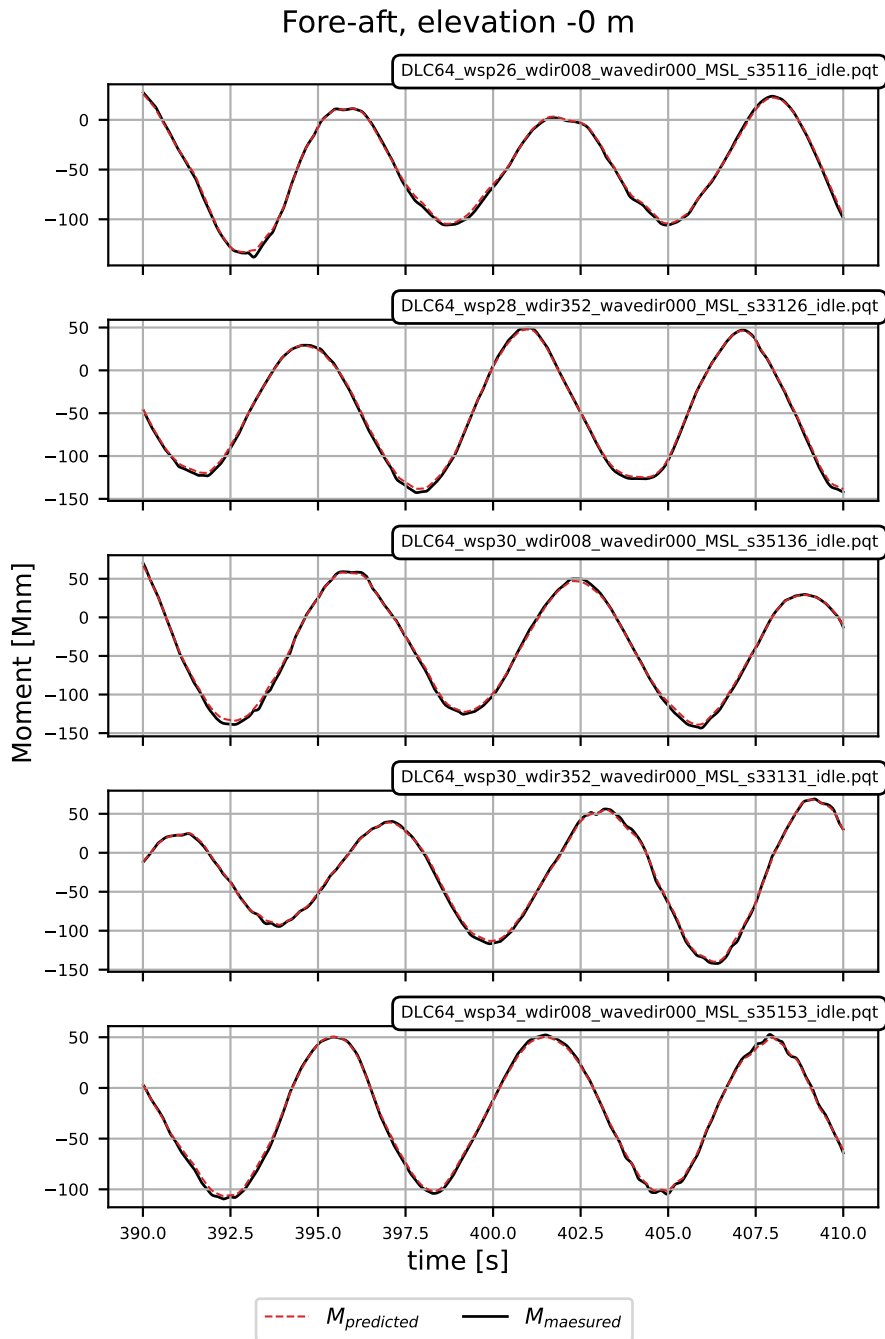 Fore-aft, elevation -0 m
DLC64_wsp26_wdir008_wavedir000_MSL_s35116_idle.pqt
0
−50
−100
DLC64_wsp28_wdir352_wavedir000_MSL_s33126_idle.pqt
50
0
−50
−100
−150
DLC64_wsp30_wdir008_wavedir000_MSL_s35136_idle.pqt
50
0
−50
−100
−150
Moment [Mnm]
DLC64_wsp30_wdir352_wavedir000_MSL_s33131_idle.pqt
50
0
−50
−100
−150
DLC64_wsp34_wdir008_wavedir000_MSL_s35153_idle.pqt
50
0
−50
−100
390.0 392.5 395.0 397.5 400.0 402.5 405.0 407.5 410.0
time [s]
M_predicted M_maesured